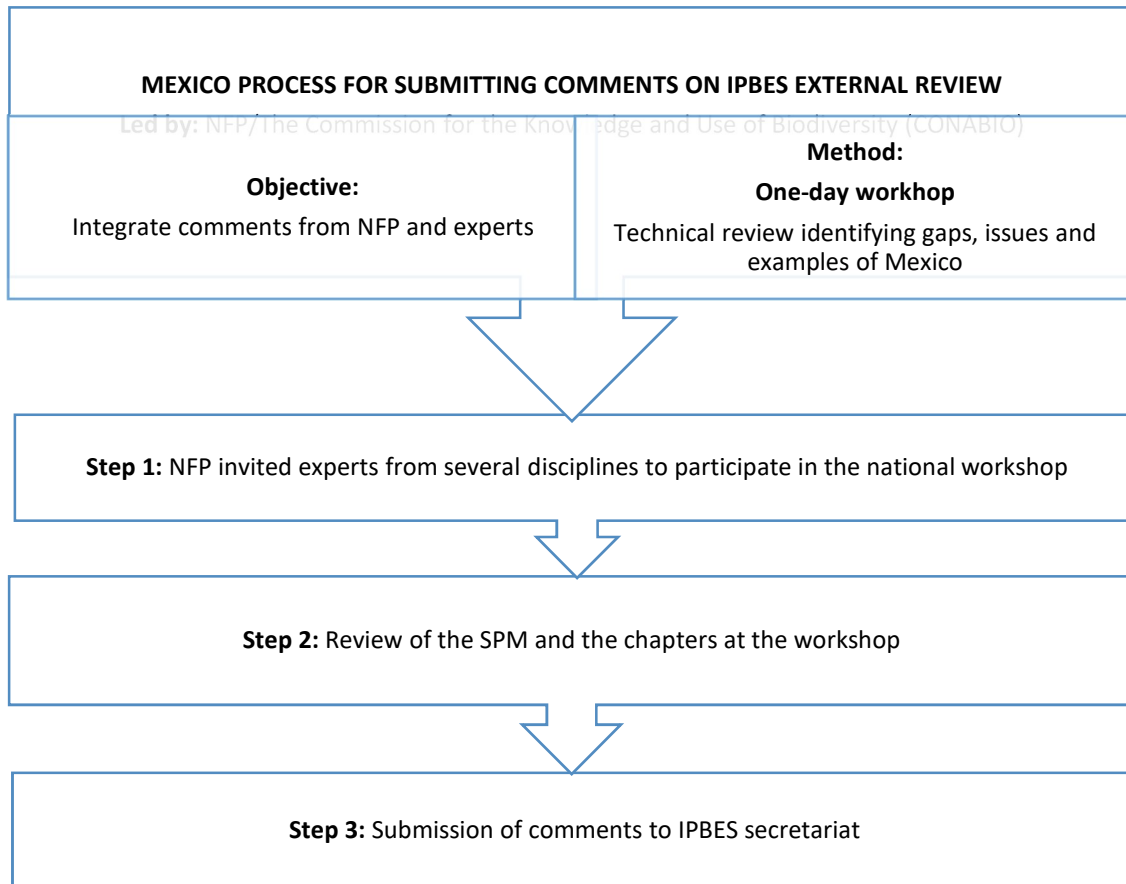 MEXICO PROCESS FOR SUBMITTING COMMENTS ON IPBES EXTERNAL REVIEW
Led by: NFP/The Commission for the Knowledge and Use of Biodiversity (CONABIO)
Objective:
Integrate comments from NFP and experts
Method:
One-day workhop
Technical review identifying gaps, issues and
examples of Mexico
Step 1: NFP invited experts from several disciplines to participate in the national workshop
Step 2: Review of the SPM and the chapters at the workshop
Step 3: Submission of comments to IPBES secretariat